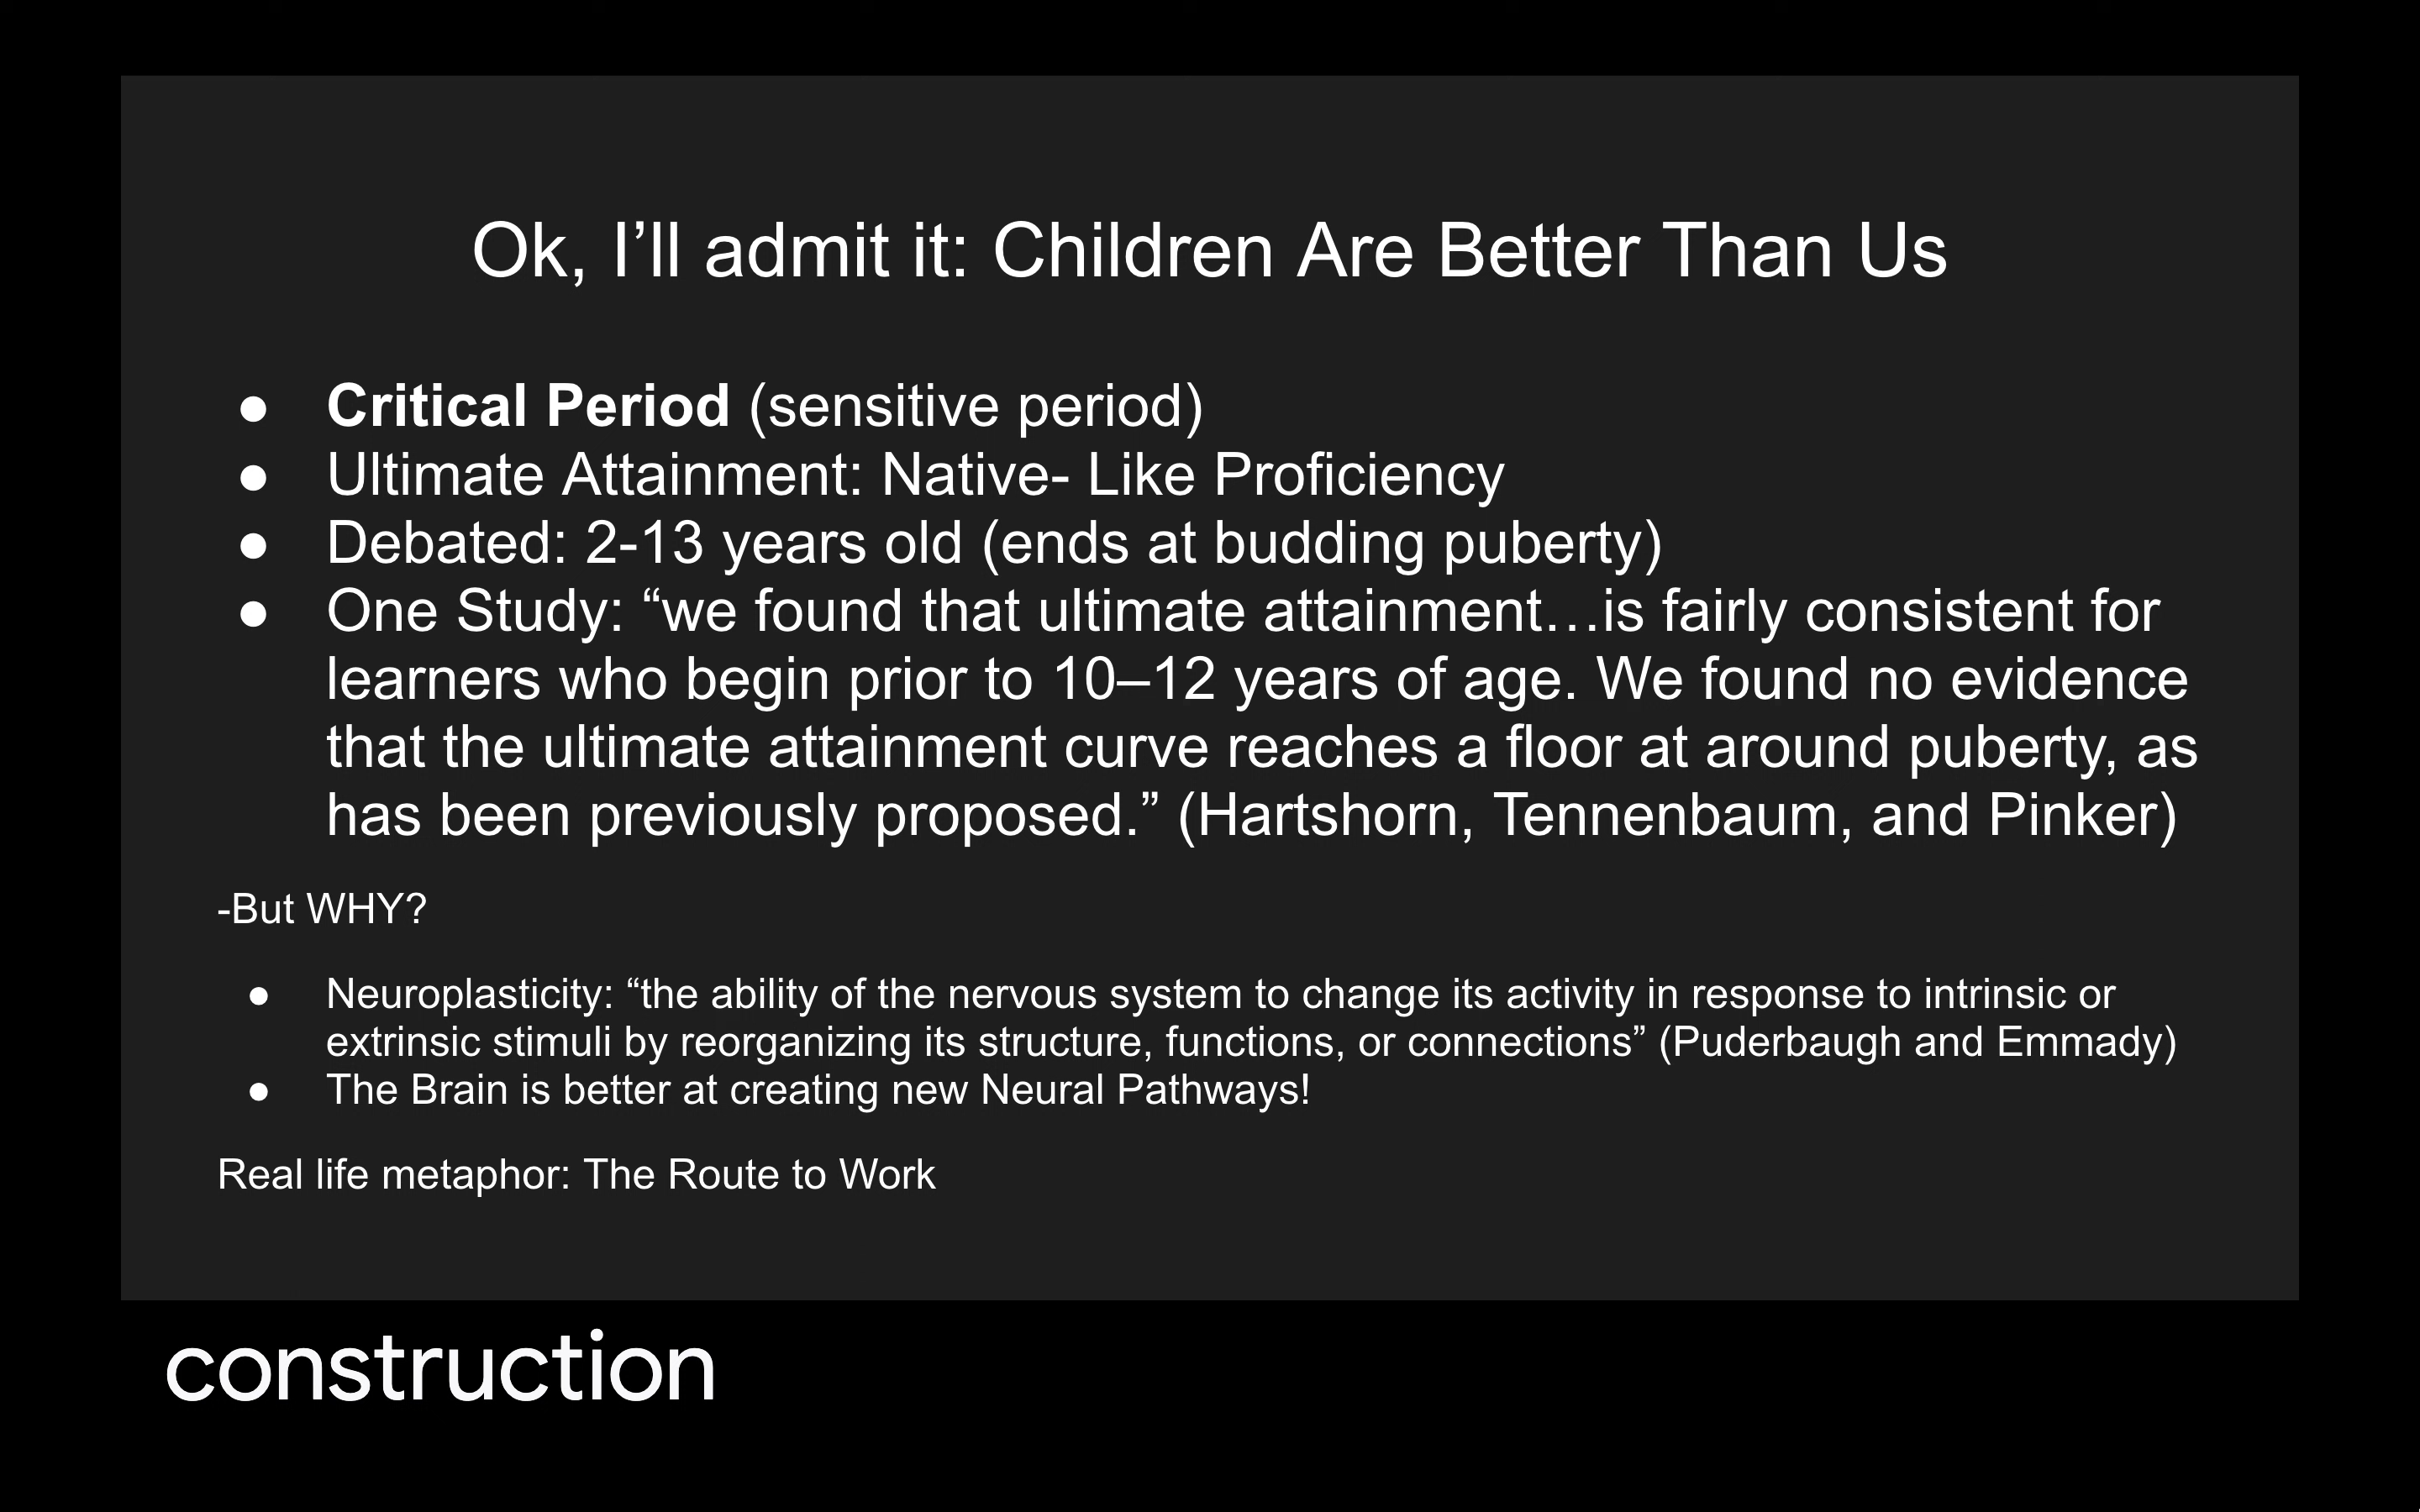 Ok, I’ll admit it: Children Are Better Than Us
● Critical Period (sensitive period)
● Ultimate Attainment: Native- Like Proficiency
● Debated: 2-13 years old (ends at budding puberty)
● One Study: “we found that ultimate attainment…is fairly consistent for
learners who begin prior to 10–12 years of age. We found no evidence
that the ultimate attainment curve reaches a floor at around puberty, as
has been previously proposed.” (Hartshorn, Tennenbaum, and Pinker)
-But WHY?
● Neuroplasticity: “the ability of the nervous system to change its activity in response to intrinsic or
extrinsic stimuli by reorganizing its structure, functions, or connections” (Puderbaugh and Emmady)
● The Brain is better at creating new Neural Pathways!
Real life metaphor: The Route to Work
construction